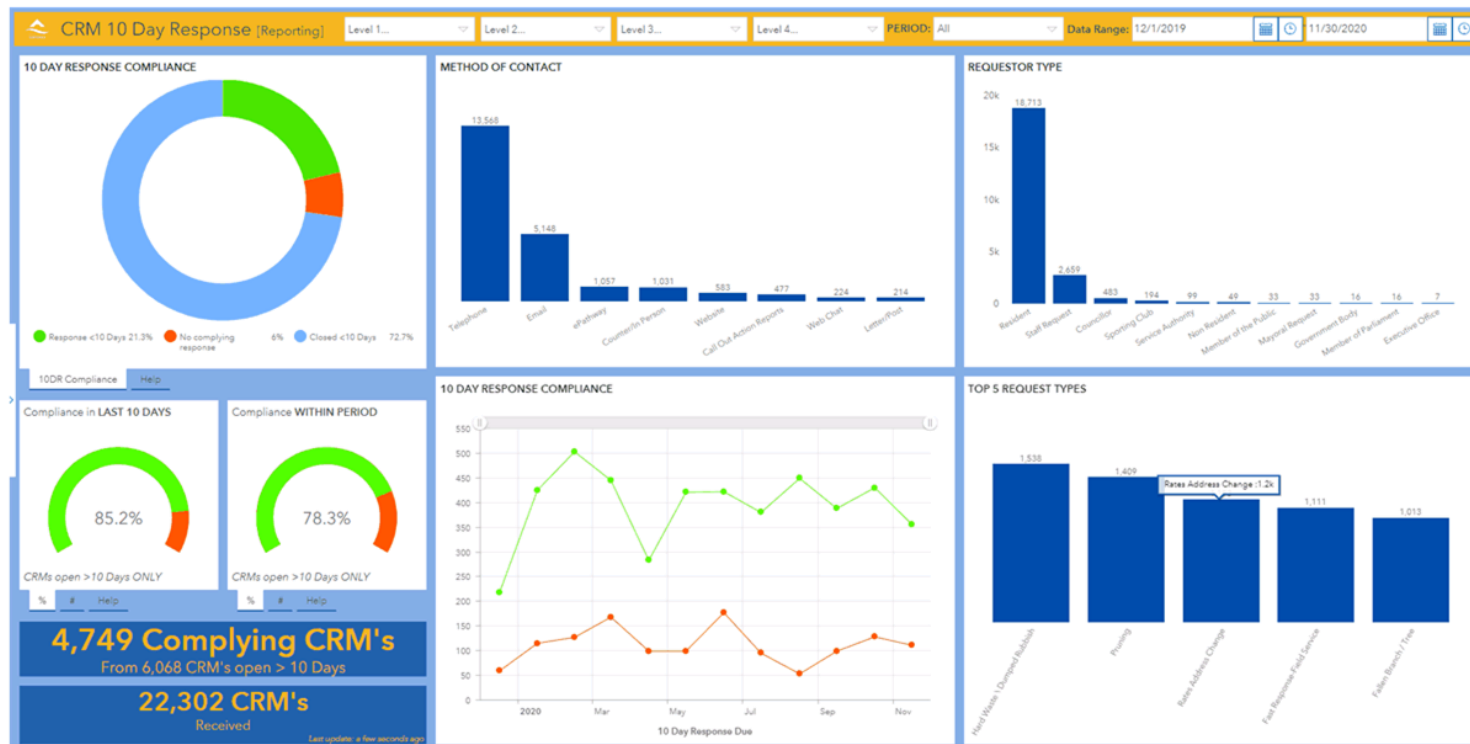 CRM 10 Day Response [Reporting]
Level 1...
Level 2...
Level 3...
Level 4...
PERIOD: All
Data Range: 12/1/2019
11/30/2020
10 DAY RESPONSE COMPLIANCE
Response <10 Days 21.3%
No complying
response
6%
Closed <10 Days 72.7%
10DR Compliance
Help
Compliance in LAST 10 DAYS
85.2%
CRMs open >10 Days ONLY
%
#
Help
Compliance WITHIN PERIOD
78.3%
CRMs open >10 Days ONLY
%
#
Help
4,749 Complying CRM's
From 6,068 CRM's open > 10 Days
22,302 CRM's
Received
Last update: a few seconds ago
METHOD OF CONTACT
13,568
5,148
1,057
1,031
583
477
224
214
Telephone
Email
ePathway
Counter/In Person
Website
Call Out Action Reports
Web Chat
Letter/Post
10 DAY RESPONSE COMPLIANCE
550
500
450
400
350
300
250
200
150
100
50
0
2020
Mar
May
Jul
Sep
Nov
10 Day Response Due
REQUESTOR TYPE
20k
15k
10k
5k
0
18,713
2,659
483
194
99
49
33
33
16
16
7
Resident
Staff Request
Councillor
Sporting Club
Service Authority
Non Resident
Member of the Public
Mayoral Request
Government Body
Member of Parliament
Executive Office
TOP 5 REQUEST TYPES
1,538
1,409
Rates Address Change :1.2k
1,111
1,013
Hard Waste \ Dumped Rubbish
Pruning
Rates Address Change
Fast Response-Field Service
Fallen Branch / Tree